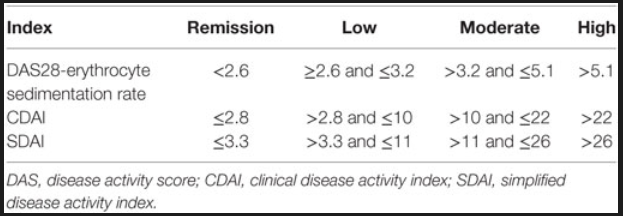 Index Remission Low Moderate High
DAS28-erythrocyte <2.6 ≥2.6 and ≤3.2 >3.2 and ≤5.1 >5.1
sedimentation rate
CDAI ≤2.8 >2.8 and ≤10 >10 and ≤22 >22
SDAI ≤3.3 >3.3 and ≤11 >11 and ≤26 >26
DAS, disease activity score; CDAI, clinical disease activity index; SDAI, simplified
disease activity index.